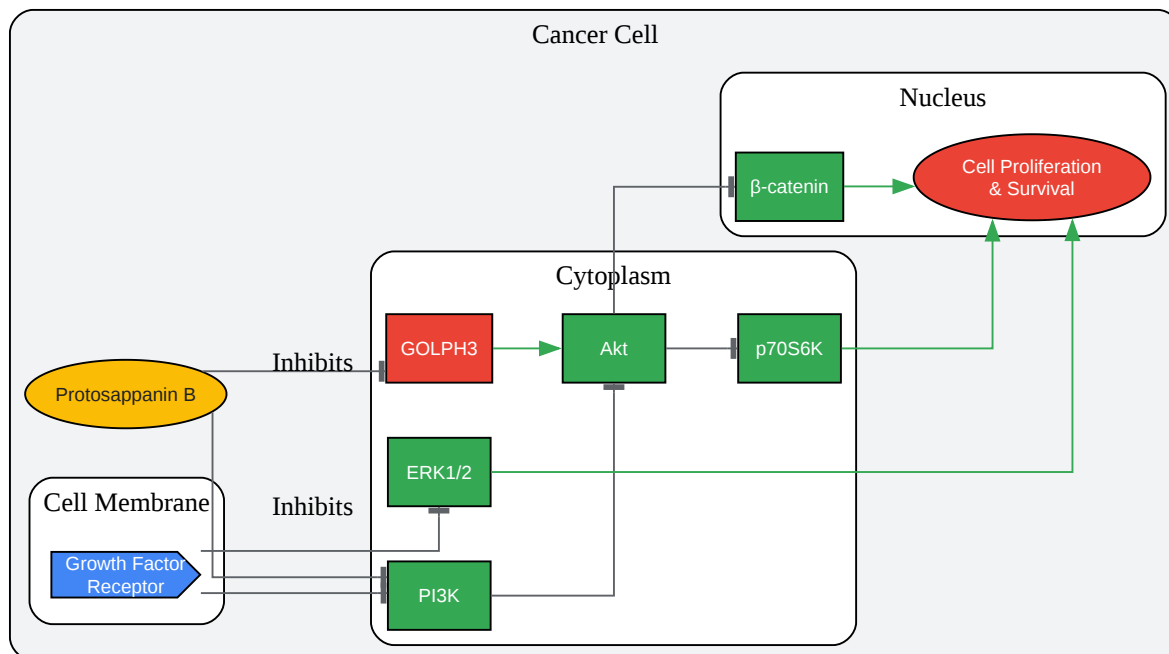 Cancer Cell
Nucleus
β-catenin
Cell Proliferation
& Survival
Cytoplasm
GOLPH3
Akt
p70S6K
Inhibits
Protosappanin B
ERK1/2
Cell Membrane
Inhibits
Growth Factor
Receptor
PI3K